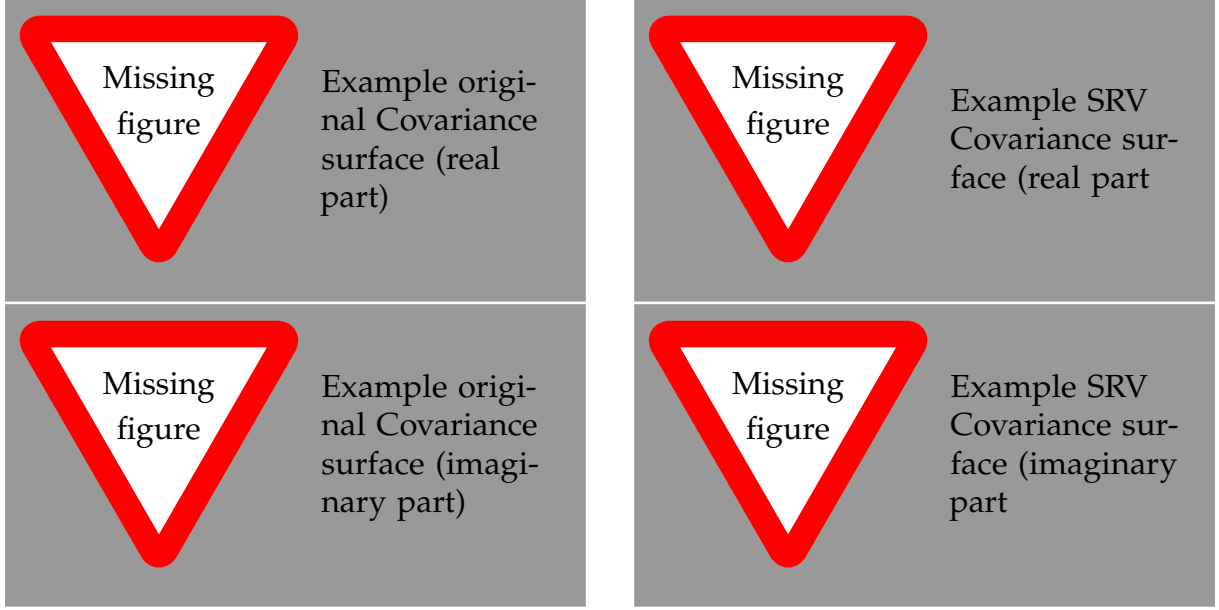 Missing
figure
Example origi-
nal Covariance
surface (real
part)
Missing
figure
Example SRV
Covariance sur-
face (real part
Missing
figure
Example origi-
nal Covariance
surface (imagi-
nary part)
Missing
figure
Example SRV
Covariance sur-
face (imaginary
part